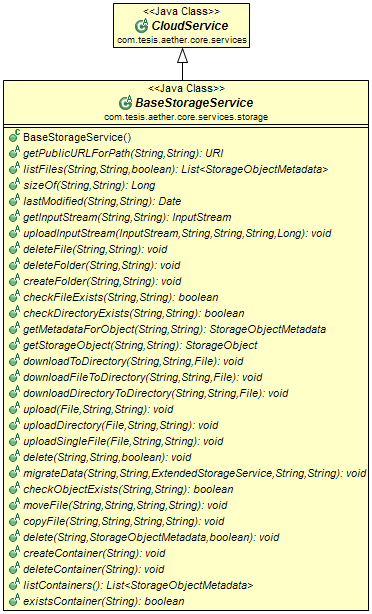 <<Java Class>>
CloudService
com.tesis.aether.core.services
<<Java Class>>
BaseStorageService
com.tesis.aether.core.services.storage
BaseStorageService()
getPublicURLForPath(String,String): URI
listFiles(String,String,boolean): List<StorageObjectMetadata>
sizeOf(String,String): Long
lastModified(String,String): Date
getInputStream(String,String): InputStream
uploadInputStream(InputStream,String,String,String,Long): void
deleteFile(String,String): void
deleteFolder(String,String): void
createFolder(String,String): void
checkFileExists(String,String): boolean
checkDirectoryExists(String,String): boolean
getMetadataForObject(String,String): StorageObjectMetadata
getStorageObject(String,String): StorageObject
downloadToDirectory(String,String,File): void
downloadFileToDirectory(String,String,File): void
downloadDirectoryToDirectory(String,String,File): void
upload(File,String,String): void
uploadDirectory(File,String,String): void
uploadSingleFile(File,String,String): void
delete(String,String,boolean): void
migrateData(String,String,ExtendedStorageService,String,String): void
checkObjectExists(String,String): boolean
moveFile(String,String,String,String): void
copyFile(String,String,String,String): void
delete(String,StorageObjectMetadata,boolean): void
createContainer(String): void
deleteContainer(String): void
listContainers(): List<StorageObjectMetadata>
existsContainer(String): boolean